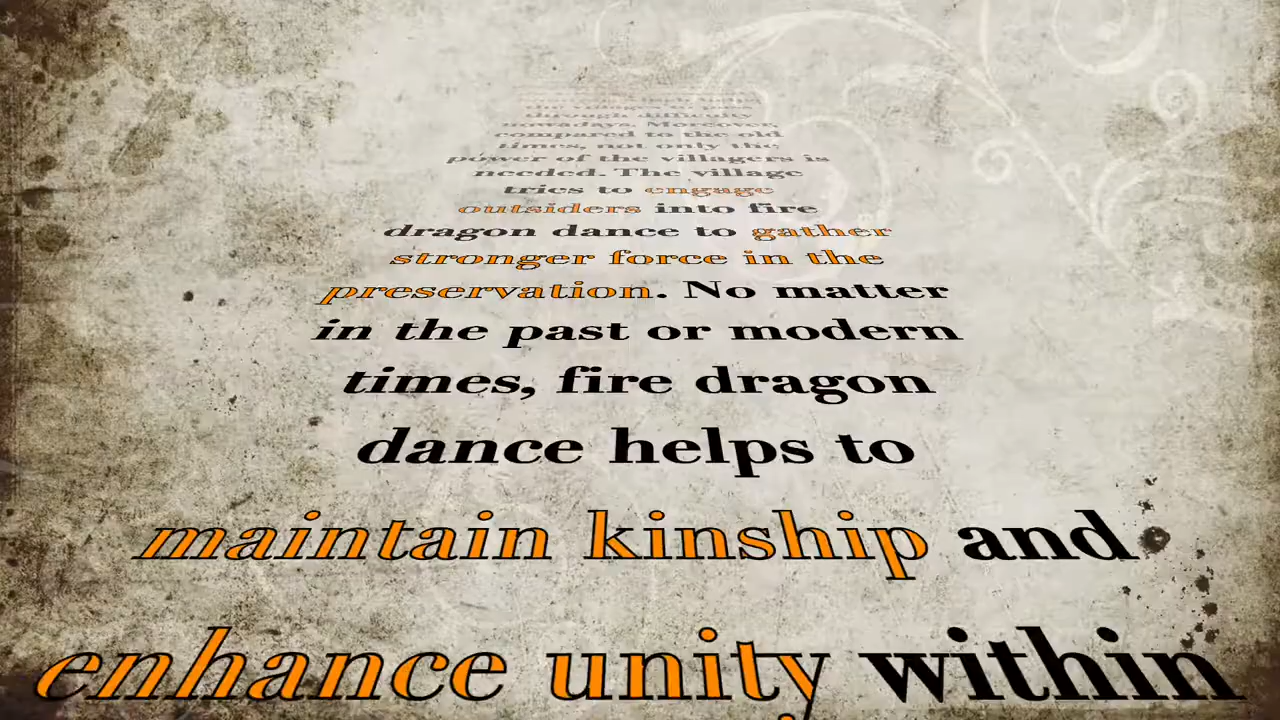 through difficulty
nowadays. Moreover,
compared to the old
times, not only the
power of the villagers is
needed. The village
tries to engage
outsiders into fire
dragon dance to gather
stronger force in the
preservation. No matter
in the past or modern
times, fire dragon
dance helps to
maintain kinship and
enhance unity within